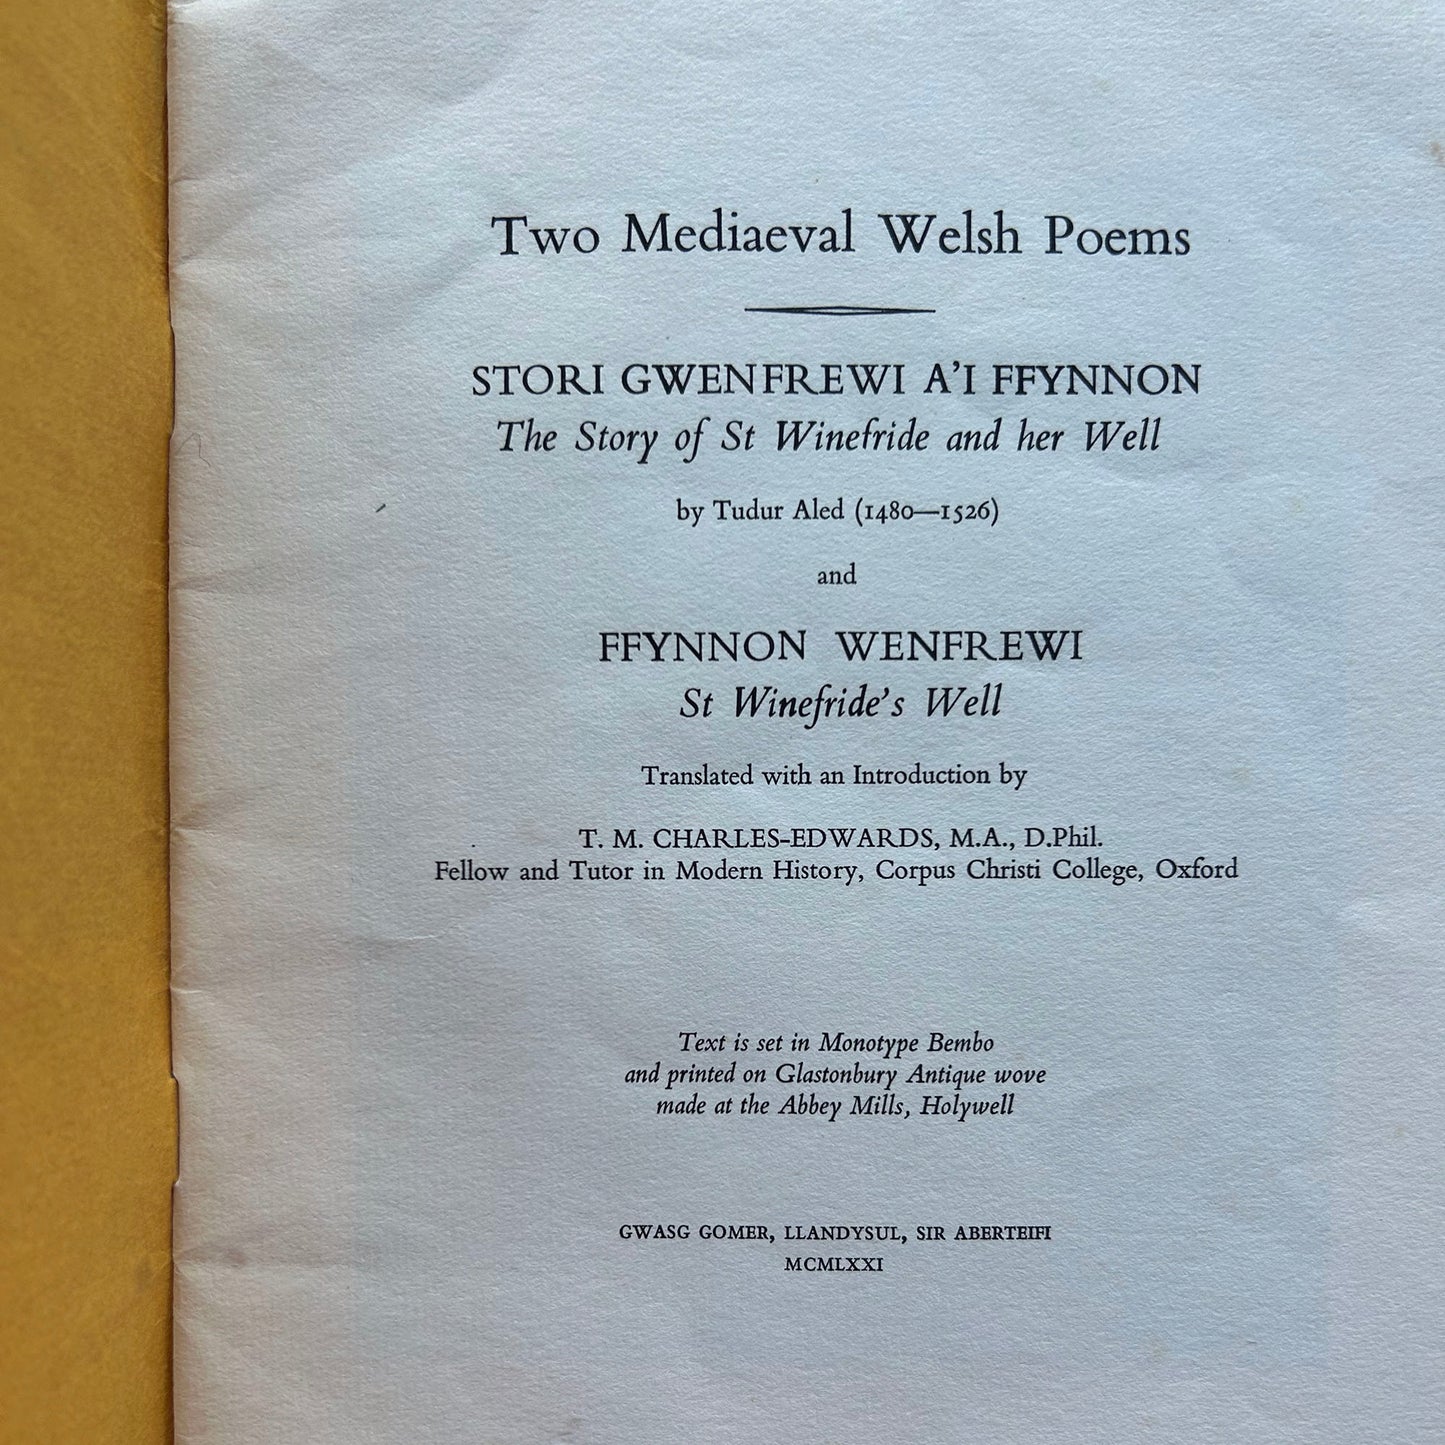 Two Mediaeval Welsh Poems
STORI GWENFREWI A'I FFYNNON
The Story of St Winefride and her Well
by Tudur Aled (1480—1526)
and
FFYNNON WENFREWI
St Winefride's Well
Translated with an Introduction by
T. M. CHARLES-EDWARDS, M.A., D.Phil.
Fellow and Tutor in Modern History, Corpus Christi College, Oxford
Text is set in Monotype Bembo
and printed on Glastonbury Antique wove
made at the Abbey Mills, Holywell
GWASG GOMER, LLANDYSUL, SIR ABERTEIFI
MCMLXXI